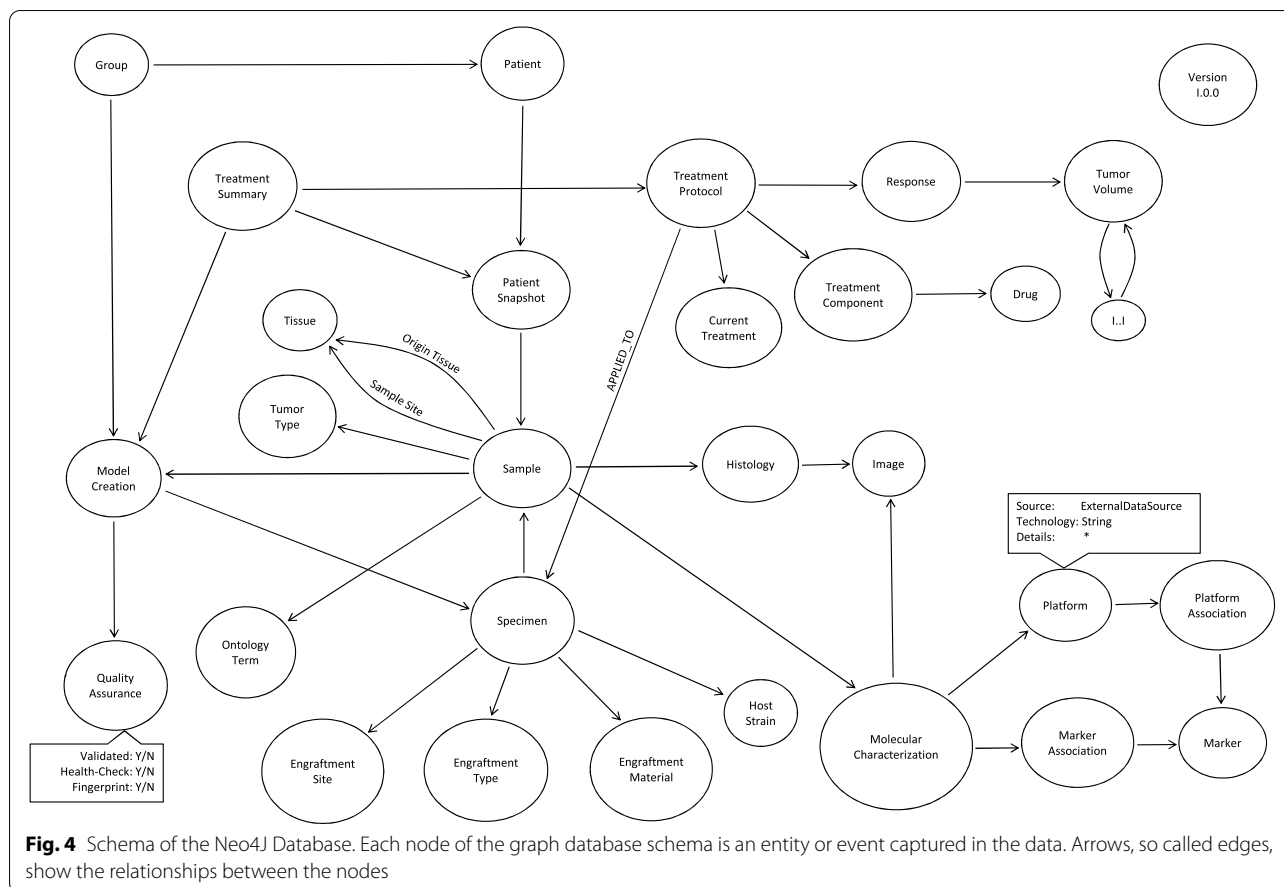 Group
Patient
Version
I.0.0
Treatment
Summary
Treatment
Protocol
Response
Tumor
Volume
Patient
Snapshot
Treatment
Component
Drug
I..I
Tissue
Origin Tissue
Sample Site
Current
Treatment
APPLIED_TO
Tumor
Type
Model
Creation
Sample
Histology
Image
Source: ExternalDataSource
Technology: String
Details: *
Platform
Platform
Association
Specimen
Ontology
Term
Quality
Assurance
Validated: Y/N
Health-Check: Y/N
Fingerprint: Y/N
Host
Strain
Engraftment
Site
Engraftment
Type
Engraftment
Material
Molecular
Characterization
Marker
Association
Marker
Fig. 4 Schema of the Neo4J Database. Each node of the graph database schema is an entity or event captured in the data. Arrows, so called edges,
show the relationships between the nodes